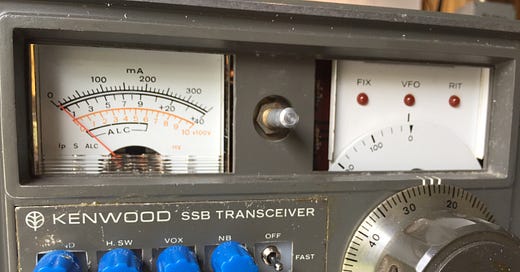 mA
0 100 200 300
1 3 5 7 9 +20 40
10 x100V
ALC
Ip S ALC HV
FIX VFO RIT
0
100
KENWOOD SSB TRANSCEIVER
H. SW VOX NB OFF
FAST
40 30 20